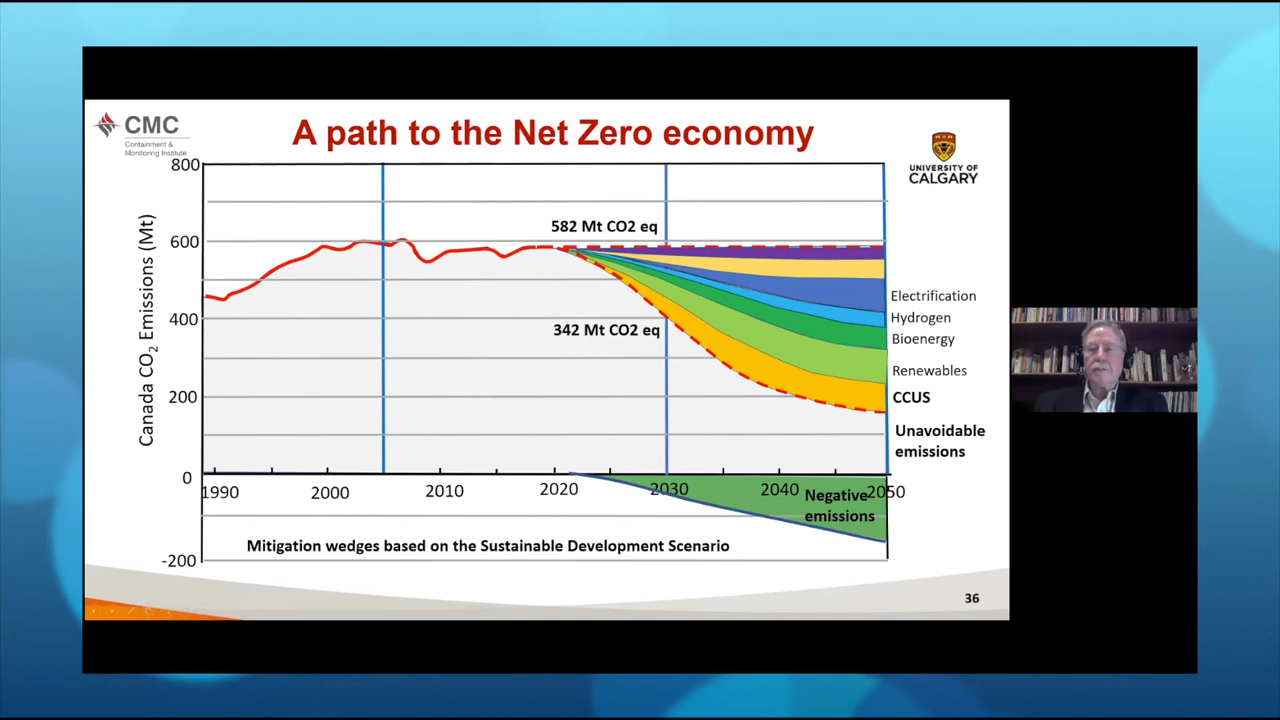 CMC
Containment &
Monitoring Institute
A path to the Net Zero economy
UNIVERSITY OF
CALGARY
Canada CO2 Emissions (Mt)
800
600
400
200
0
-200
582 Mt CO2 eq
342 Mt CO2 eq
Electrification
Hydrogen
Bioenergy
Renewables
CCUS
Unavoidable
emissions
1990 2000 2010 2020 2030 2040 2050
Negative
emissions
Mitigation wedges based on the Sustainable Development Scenario
36